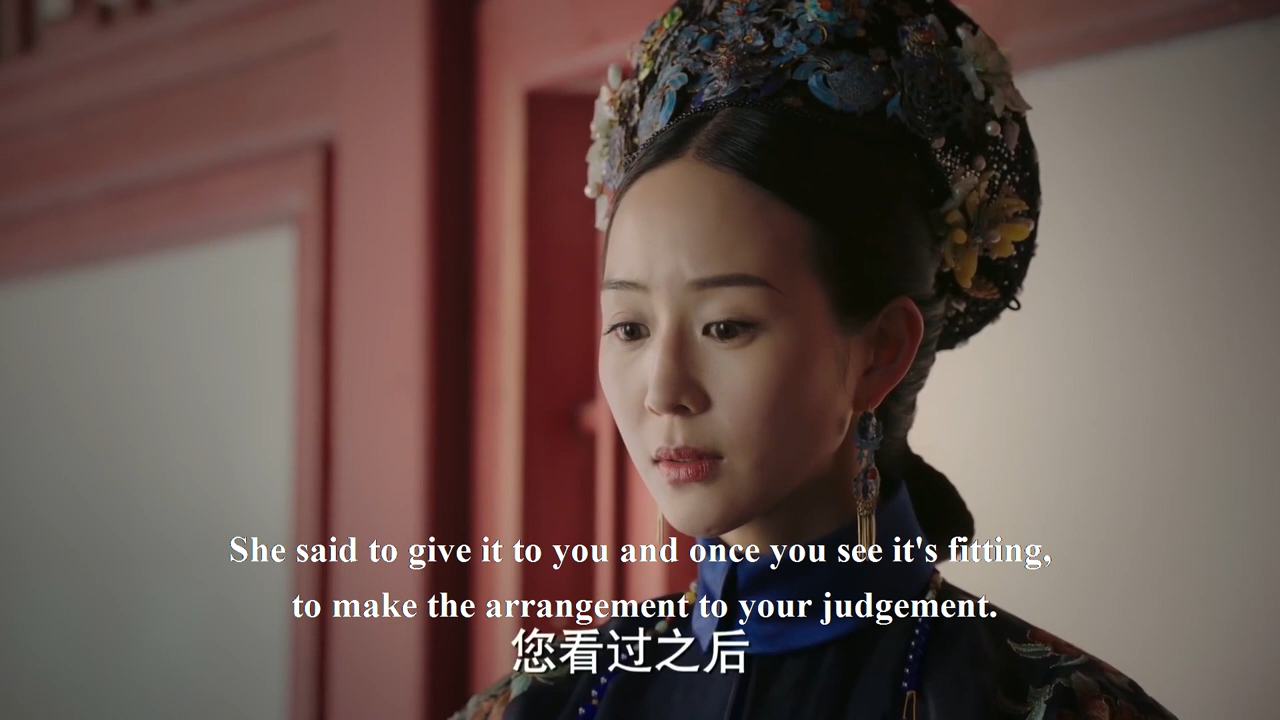 She said to give it to you and once you see it's fitting,
to make the arrangement to your judgement.
您看过之后